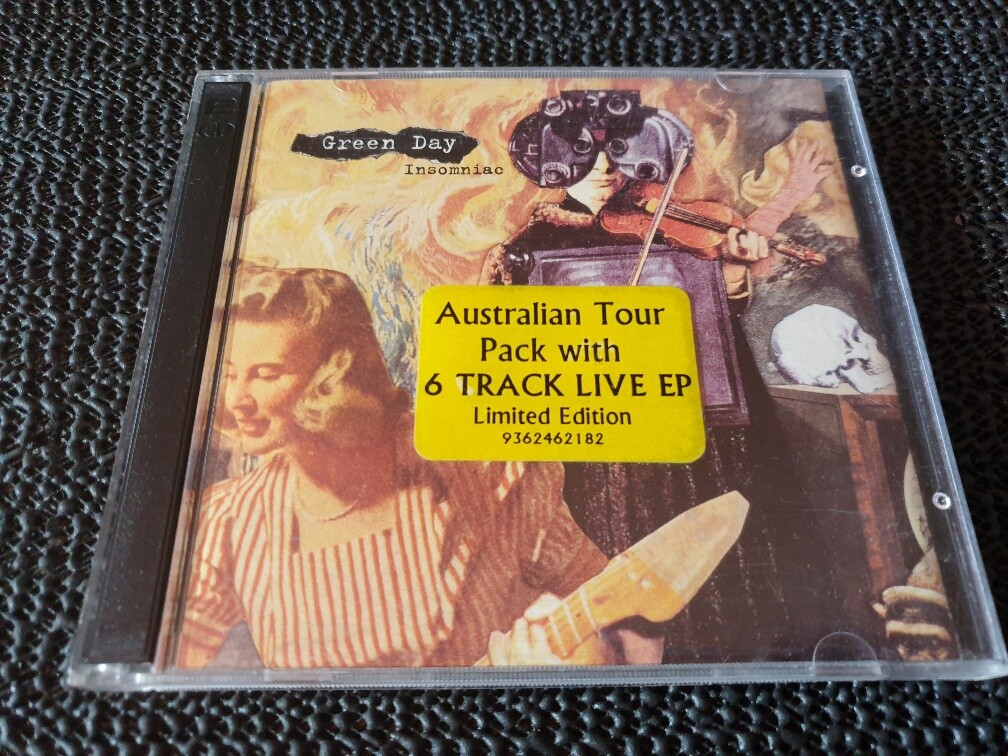 Green Day
Insomniac
Australian Tour
Pack with
6 TRACK LIVE EP
Limited Edition
9362462182